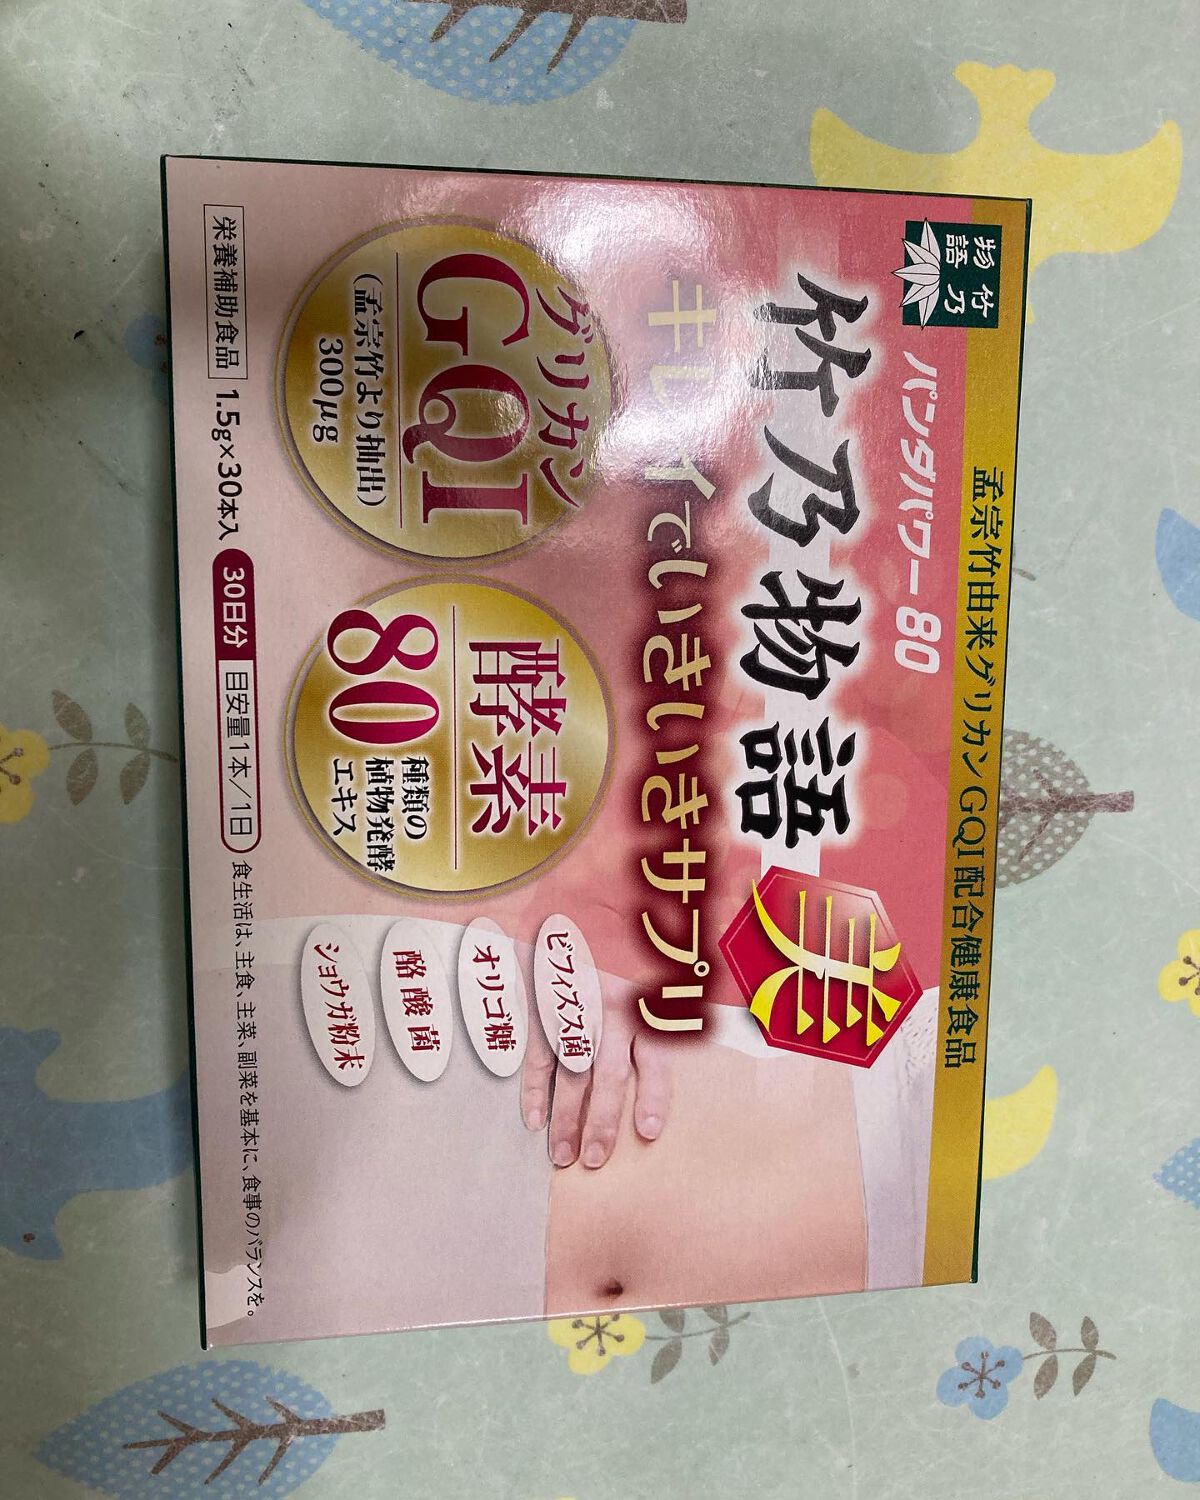 孟宗竹由来グリカンGQI配合健康食品
竹乃
物語
パンダパワー80
竹乃物語
美
キレイでいきいきサプリ
グリカン
GQI
(孟宗竹より抽出)
300μg
酵素
80
種類の
植物発酵
エキス
ビフィズス菌
オリゴ糖
酪酸菌
ショウガ粉末
栄養補助食品 1.5g×30本入 30日分 目安量1本/1日 食生活は、主食、主菜、副菜を基本に、食事のバランスを。